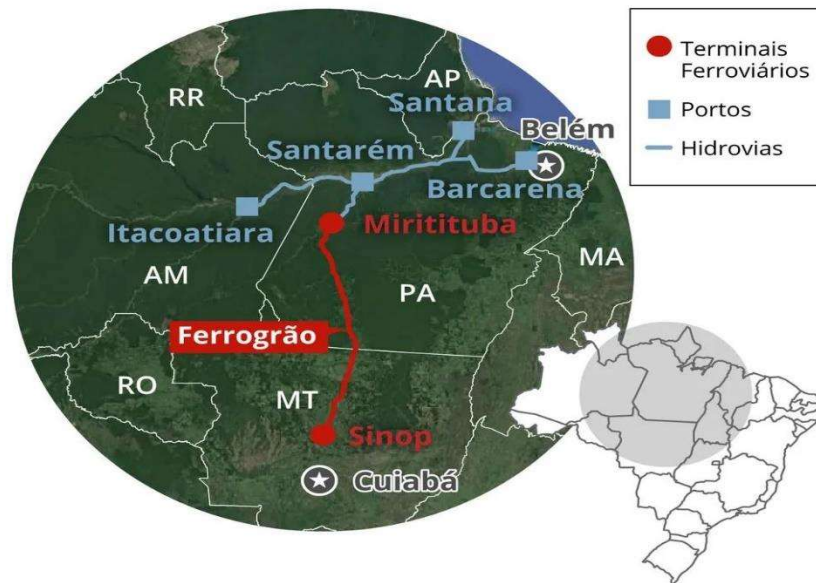 RR
AP
Santana
Belém
Santarém
Barcarena
Itacoatiara
Miritituba
AM
PA
MA
Ferrogrão
RO
MT
Sinop
Cuiabá
Terminais
Ferroviários
Portos
Hidrovias